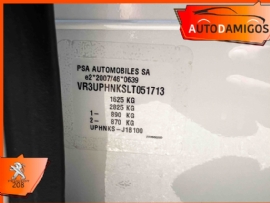 AUTODAMIGOS
PSA AUTOMOBILES SA
e2*2007/46*0639
VR3UPHNKSLT051713
1625 KG
2825 KG
1- 890 KG
2- 870 KG
UPHNKS-J18100
PEUGEOT
208